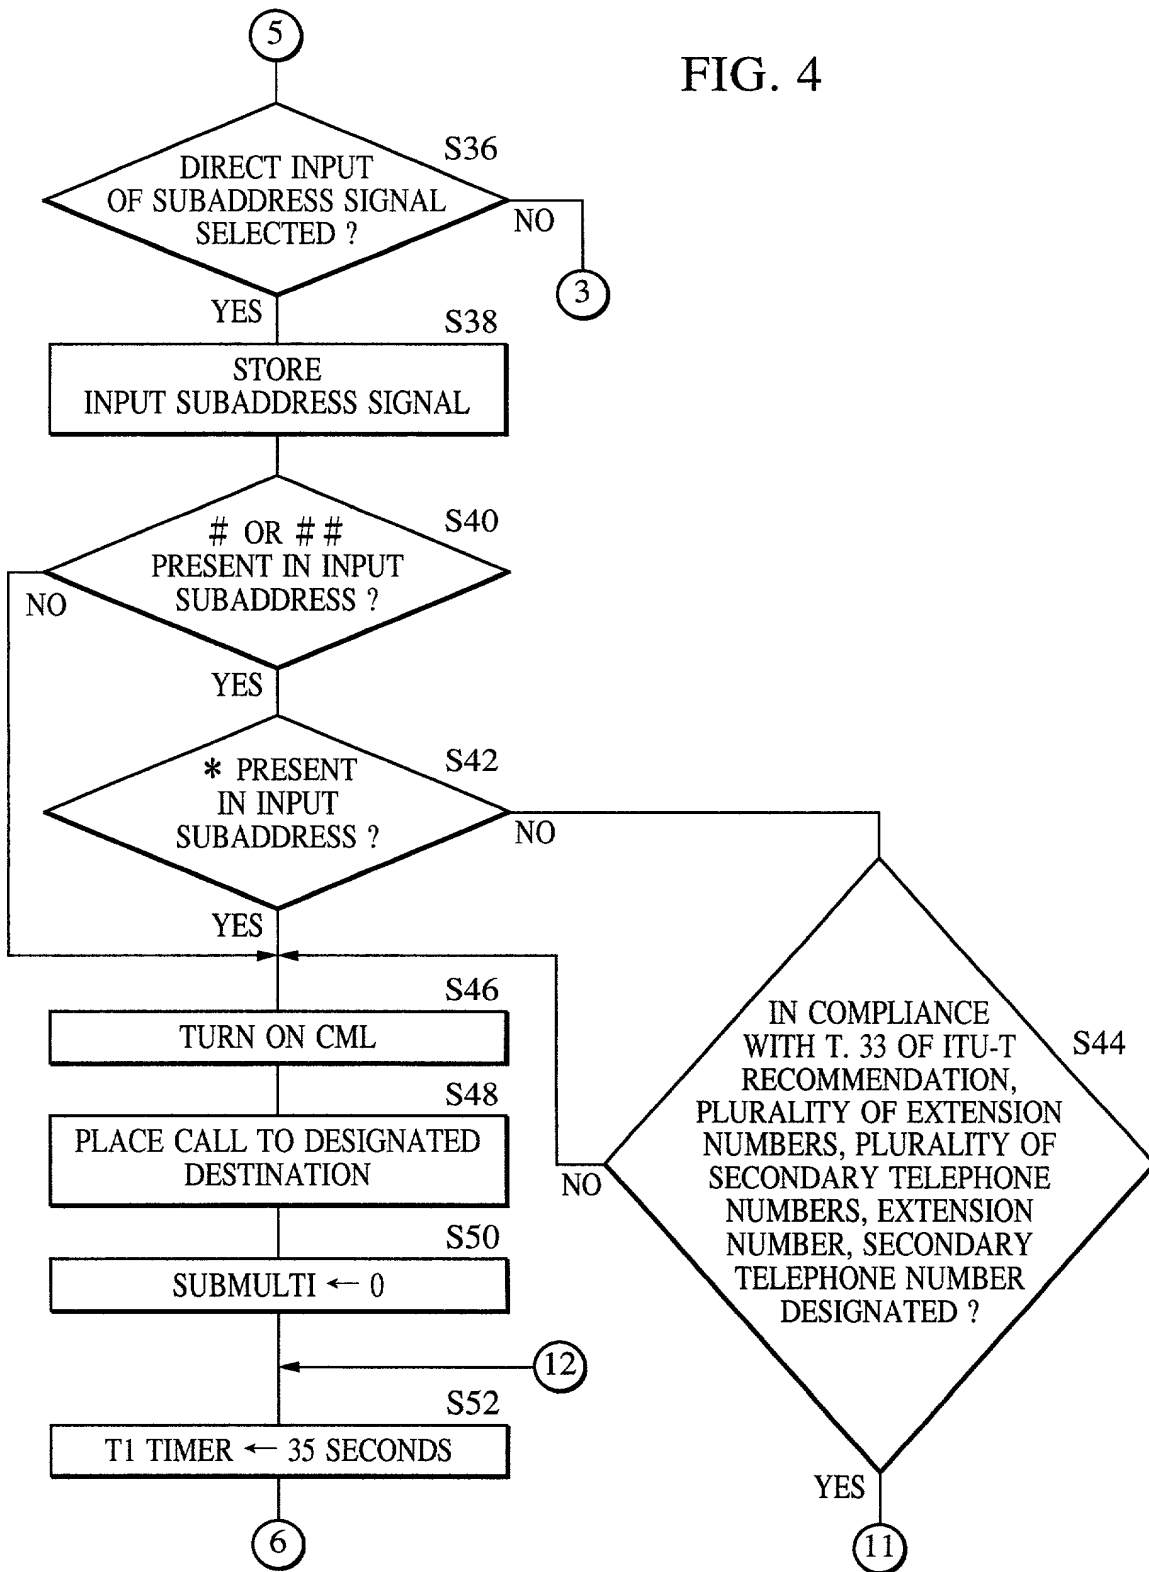 5
FIG. 4
S36
DIRECT INPUT
OF SUBADDRESS SIGNAL
SELECTED ?
NO
3
YES
S38
STORE
INPUT SUBADDRESS SIGNAL
S40
# OR ##
PRESENT IN INPUT
SUBADDRESS ?
NO
YES
S42
* PRESENT
IN INPUT
SUBADDRESS ?
NO
YES
S46
TURN ON CML
S48
PLACE CALL TO DESIGNATED
DESTINATION
S50
SUBMULTI ← 0
12
S52
T1 TIMER ← 35 SECONDS
6
S44
IN COMPLIANCE
WITH T. 33 OF ITU-T
RECOMMENDATION,
PLURALITY OF EXTENSION
NUMBERS, PLURALITY OF
SECONDARY TELEPHONE
NUMBERS, EXTENSION
NUMBER, SECONDARY
TELEPHONE NUMBER
DESIGNATED ?
NO
YES
11